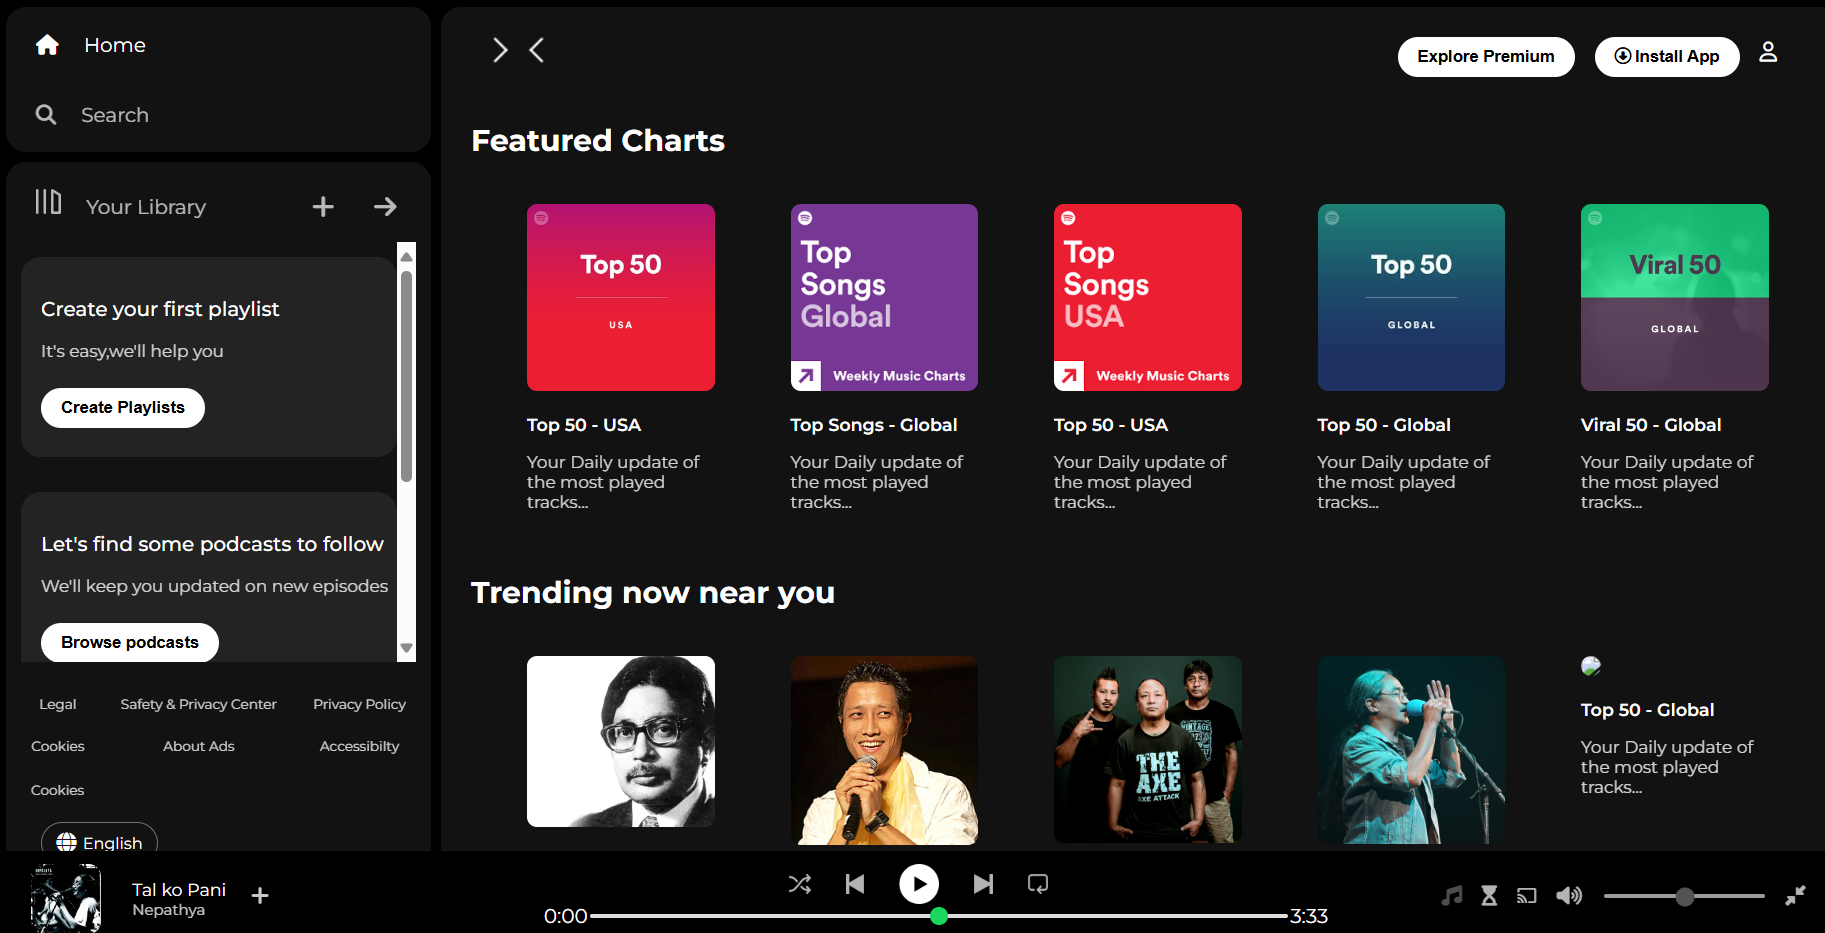 Home
Search
Your Library
Create your first playlist
It's easy,we'll help you
Create Playlists
Let's find some podcasts to follow
We'll keep you updated on new episodes
Browse podcasts
Legal
Safety & Privacy Center
Privacy Policy
Cookies
About Ads
Accessibilty
Cookies
English
Explore Premium
Install App
Featured Charts
Top 50
USA
Top 50 - USA
Your Daily update of
the most played
tracks...
Top
Songs
Global
Weekly Music Charts
Top Songs - Global
Your Daily update of
the most played
tracks...
Top
Songs
USA
Weekly Music Charts
Top 50 - USA
Your Daily update of
the most played
tracks...
Top 50
GLOBAL
Top 50 - Global
Your Daily update of
the most played
tracks...
Viral 50
GLOBAL
Viral 50 - Global
Your Daily update of
the most played
tracks...
Trending now near you
THE
AXE
AXE ATTACK
VINTAGE
Top 50 - Global
Your Daily update of
the most played
tracks...
Tal ko Pani
Nepathya
0:00
3:33